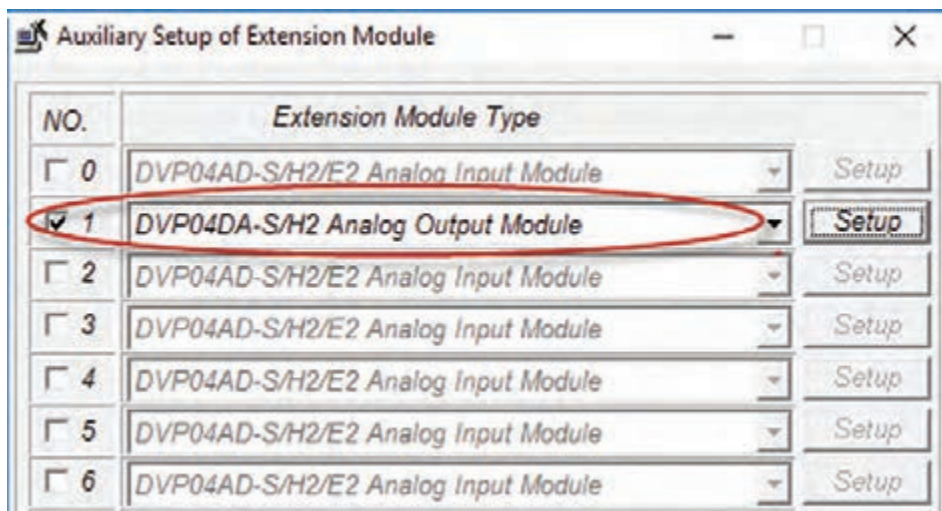 Auxiliary Setup of Extension Module
NO. Extension Module Type
0 DVP04AD-S/H2/E2 Analog Input Module Setup
1 DVP04DA-S/H2 Analog Output Module Setup
2 DVP04AD-S/H2/E2 Analog Input Module Setup
3 DVP04AD-S/H2/E2 Analog Input Module Setup
4 DVP04AD-S/H2/E2 Analog Input Module Setup
5 DVP04AD-S/H2/E2 Analog Input Module Setup
6 DVP04AD-S/H2/E2 Analog Input Module Setup